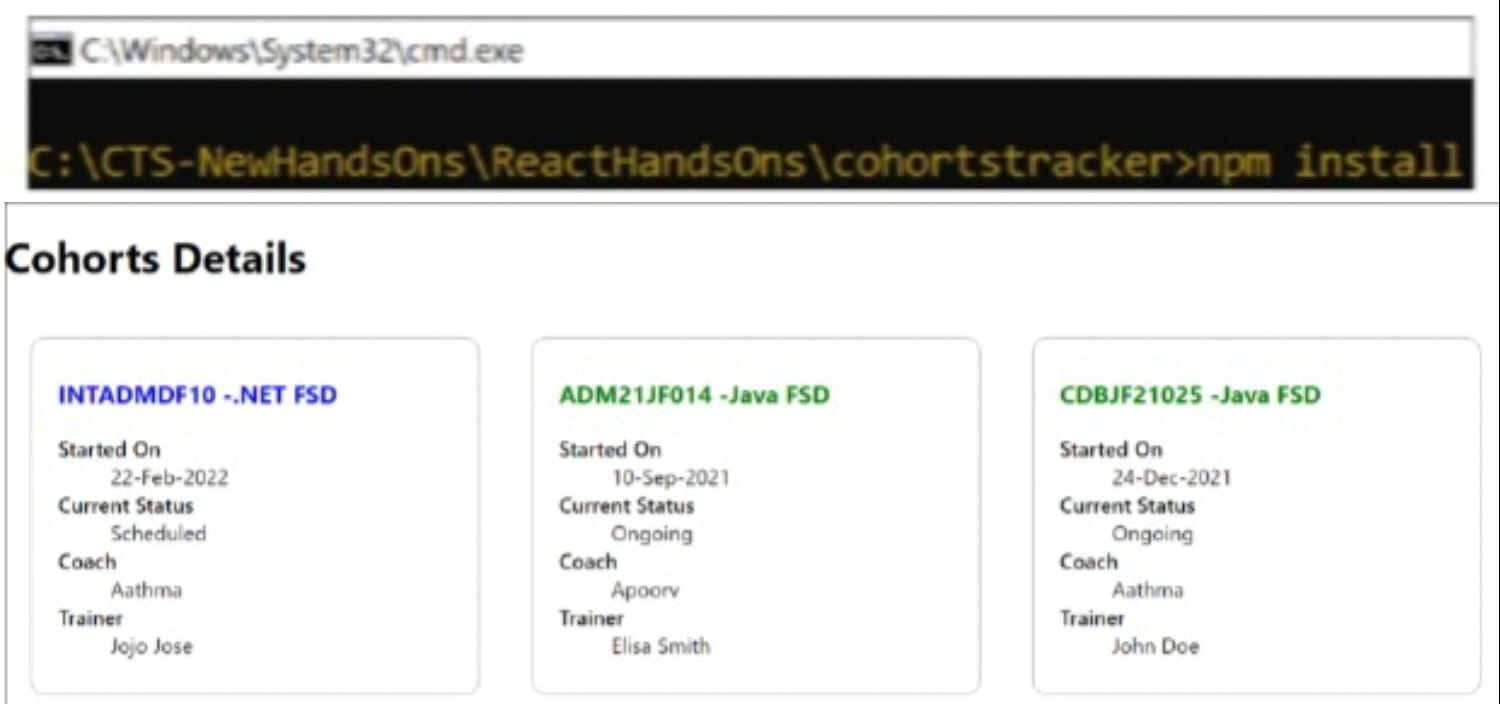 C:\Windows\System32\cmd.exe
C:\CTS-NewHandsOns\ReactHandsOns\cohortstracker>npm install
Cohorts Details
INTADMDF10 -.NET FSD
Started On
22-Feb-2022
Current Status
Scheduled
Coach
Aathma
Trainer
Jojo Jose
ADM21JF014 -Java FSD
Started On
10-Sep-2021
Current Status
Ongoing
Coach
Apoorv
Trainer
Elisa Smith
CDBJF21025 -Java FSD
Started On
24-Dec-2021
Current Status
Ongoing
Coach
Aathma
Trainer
John Doe